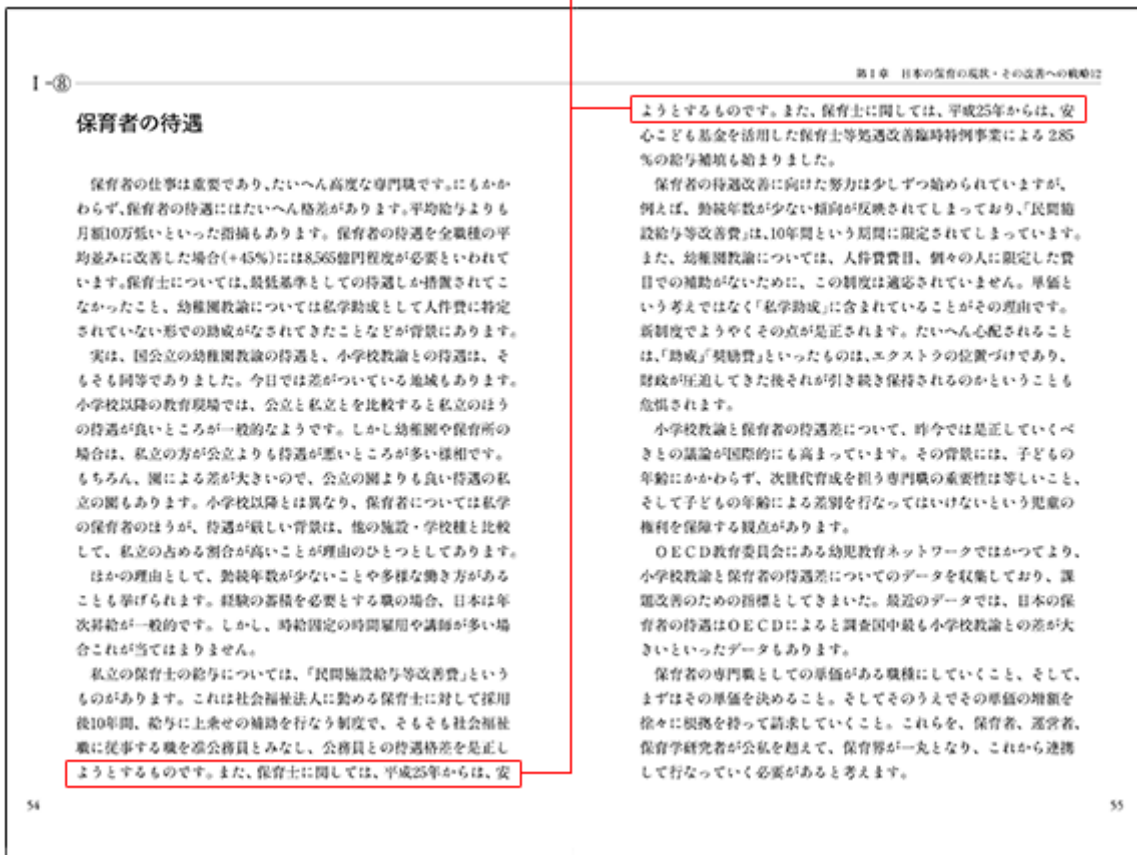 I-⑧
保育者の待遇
保育者の仕事は重要であり、たいへん高度な専門職です。にもかか
わらず、保育者の待遇にはたいへん格差があります。平均給与よりも
月額10万低いといった指摘もあります。保育者の待遇を全職種の平
均並みに改善した場合(+45%)には8,565億円程度が必要といわれて
います。保育士については、最低基準としての待遇しか措置されてこ
なかったこと、幼稚園教諭については私学助成として人件費に特定
されていない形での助成がなされてきたことなどが背景にあります。
実は、国公立の幼稚園教諭の待遇と、小学校教諭との待遇は、そ
もそも同等でありました。今日では差がついている地域もあります。
小学校以降の教育現場では、公立と私立とを比較すると私立のほう
の待遇が良いところが一般的なようです。しかし幼稚園や保育所の
場合は、私立の方が公立よりも待遇が悪いところが多い様相です。
もちろん、園による差が大きいので、公立の園よりも良い待遇の私
立の園もあります。小学校以降とは異なり、保育者については私学
の保育者のほうが、待遇が厳しい背景は、他の施設・学校種と比較
して、私立の占める割合が高いことが理由のひとつとしてあります。
ほかの理由として、勤続年数が少ないことや多様な働き方がある
ことも挙げられます。経験の蓄積を必要とする職の場合、日本は年
次昇給が一般的です。しかし、時給固定の時間雇用や講師が多い場
合これが当てはまりません。
私立の保育士の給与については、「民間施設給与等改善費」という
ものがあります。これは社会福祉法人に勤める保育士に対して採用
後10年間、給与に上乗せの補助を行なう制度で、そもそも社会福祉
職に従事する職を准公務員とみなし、公務員との待遇格差を是正し
ようとするものです。また、保育士に関しては、平成25年からは、安
54
第I章 日本の保育の現状・その改善への戦略12
ようとするものです。また、保育士に関しては、平成25年からは、安
心こども基金を活用した保育士等処遇改善臨時特例事業による 2.85
%の給与補填も始まりました。
保育者の待遇改善に向けた努力は少しずつ始められていますが、
例えば、勤続年数が少ない傾向が反映されてしまっており、「民間施
設給与等改善費」は、10年間という期間に限定されてしまっています。
また、幼稚園教諭については、人件費費目、個々の人に限定した費
目での補助がないために、この制度は適応されていません。単価と
いう考えではなく「私学助成」に含まれていることがその理由です。
新制度でようやくその点が是正されます。たいへん心配されること
は、「助成」「奨励費」といったものは、エクストラの位置づけであり、
財政が圧迫してきた後それが引き続き保持されるのかということも
危惧されます。
小学校教諭と保育者の待遇差について、昨今では是正していくべ
きとの議論が国際的にも高まっています。その背景には、子どもの
年齢にかかわらず、次世代育成を担う専門職の重要性は等しいこと、
そして子どもの年齢による差別を行なってはいけないという児童の
権利を保障する観点があります。
OECD教育委員会にある幼児教育ネットワークではかつてより、
小学校教諭と保育者の待遇差についてのデータを収集しており、課
題改善のための指標としてきまいた。最近のデータでは、日本の保
育者の待遇はOECDによると調査国中最も小学校教諭との差が大
きいといったデータもあります。
保育者の専門職としての単価がある職種にしていくこと、そして、
まずはその単価を決めること。そしてそのうえでその単価の増額を
徐々に根拠を持って請求していくこと。これらを、保育者、運営者、
保育学研究者が公私を超えて、保育界が一丸となり、これから連携
して行なっていく必要があると考えます。
55